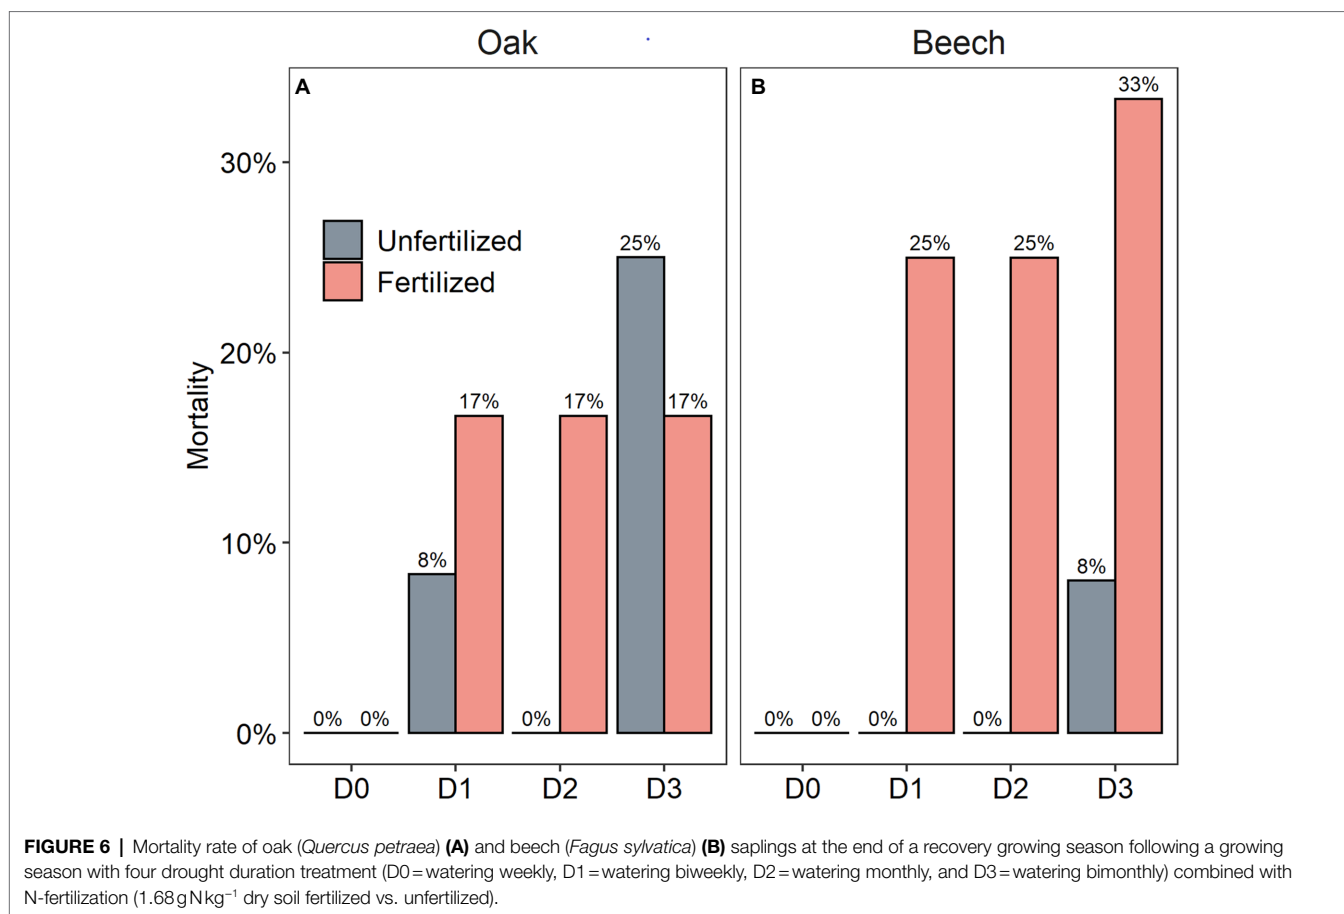 Oak
Beech
A
B
33%
30%
Unfertilized
Fertilized
25%
25%
25%
20%
Mortality
17%
17%
17%
10%
8%
8%
0%
0%
0%
0%
0%
0%
0%
0%
D0
D1
D2
D3
D0
D1
D2
D3
FIGURE 6 | Mortality rate of oak (Quercus petraea) (A) and beech (Fagus sylvatica) (B) saplings at the end of a recovery growing season following a growing
season with four drought duration treatment (D0=watering weekly, D1=watering biweekly, D2=watering monthly, and D3=watering bimonthly) combined with
N-fertilization (1.68gNkg⁻¹ dry soil fertilized vs. unfertilized).